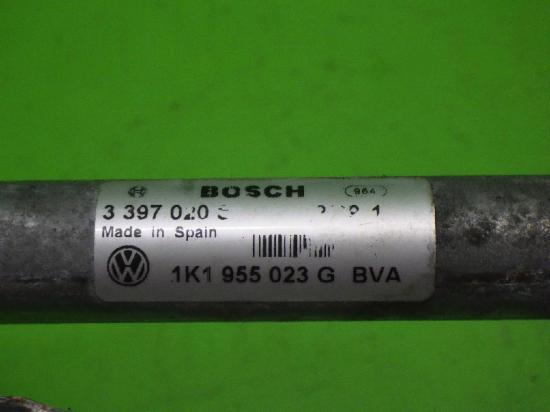 BOSCH 964
3 397 020
Made in Spain
1K1 955 023 G BVA